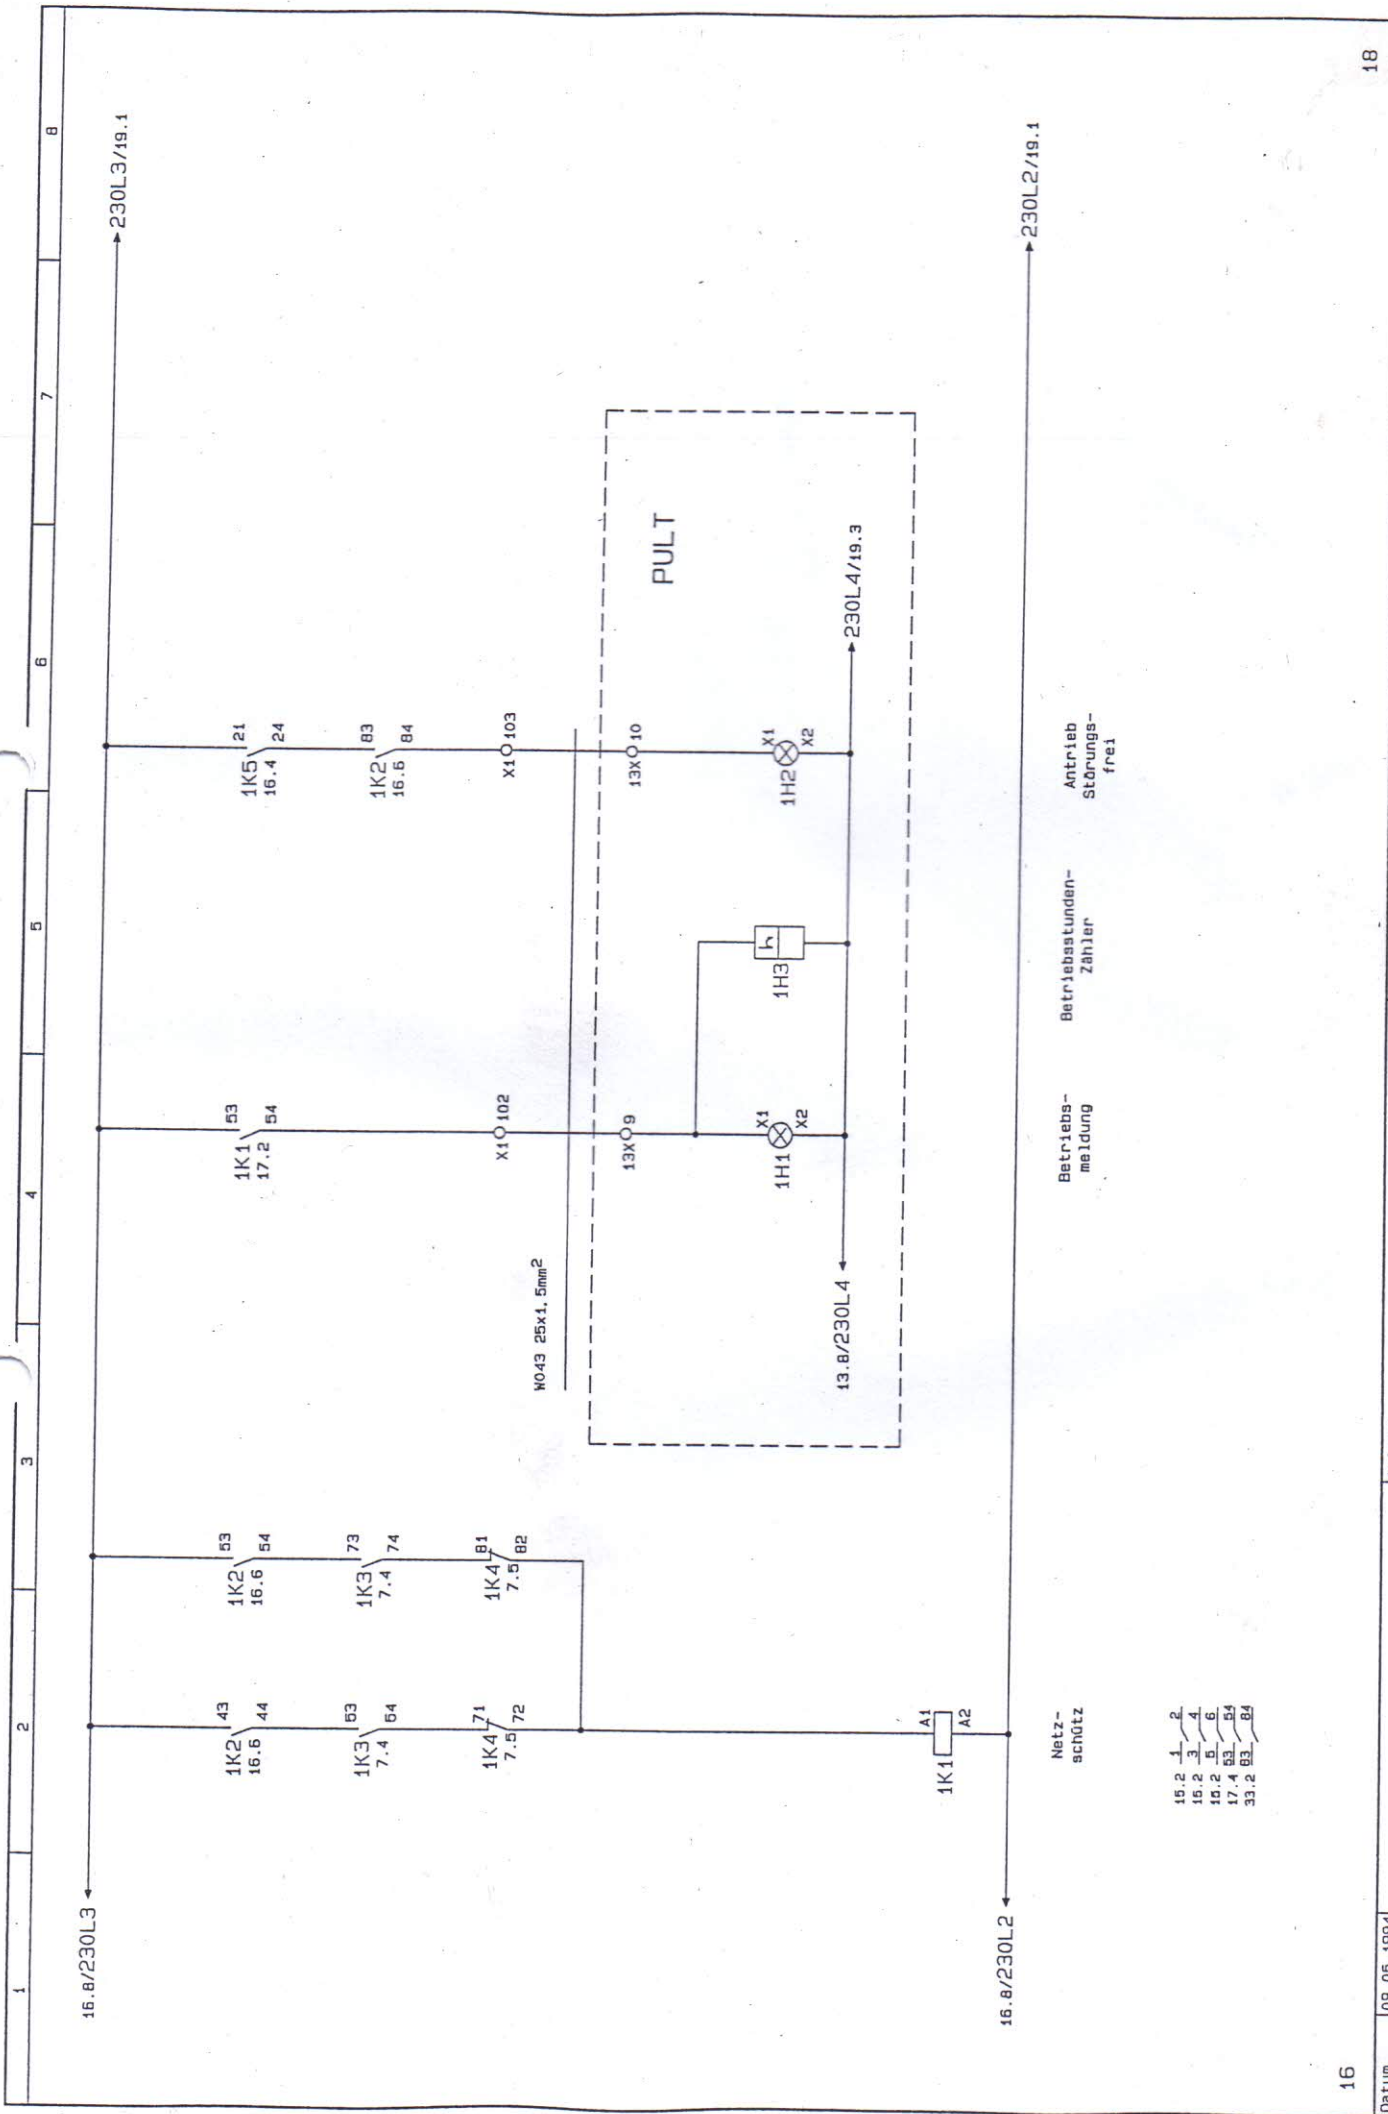 1 2 3 4 5 6 7 8
16.8/230L3
230L3/19.1
1K2 43
16.6 44
1K2 53
16.6 54
1K1 53
17.2 54
1K5 21
16.4 24
1K3 53
7.4 54
1K3 73
7.4 74
1K2 83
16.6 84
1K4 71
7.5 72
1K4 81
7.5 82
X1 102
X1 103
W043 25x1.5mm²
13X 9
13X 10
PULT
1H1 X1
X2
1H3 h
1H2 X1
X2
13.8/230L4
230L4/19.3
1K1 A1
A2
16.8/230L2
230L2/19.1
Netz-
schütz
Betriebs-
meldung
Betriebsstunden-
Zähler
Antrieb
Störungs-
frei
15.2 1 2
15.2 3 4
15.2 5 6
17.4 53 54
33.2 83 84
16
18
Datum